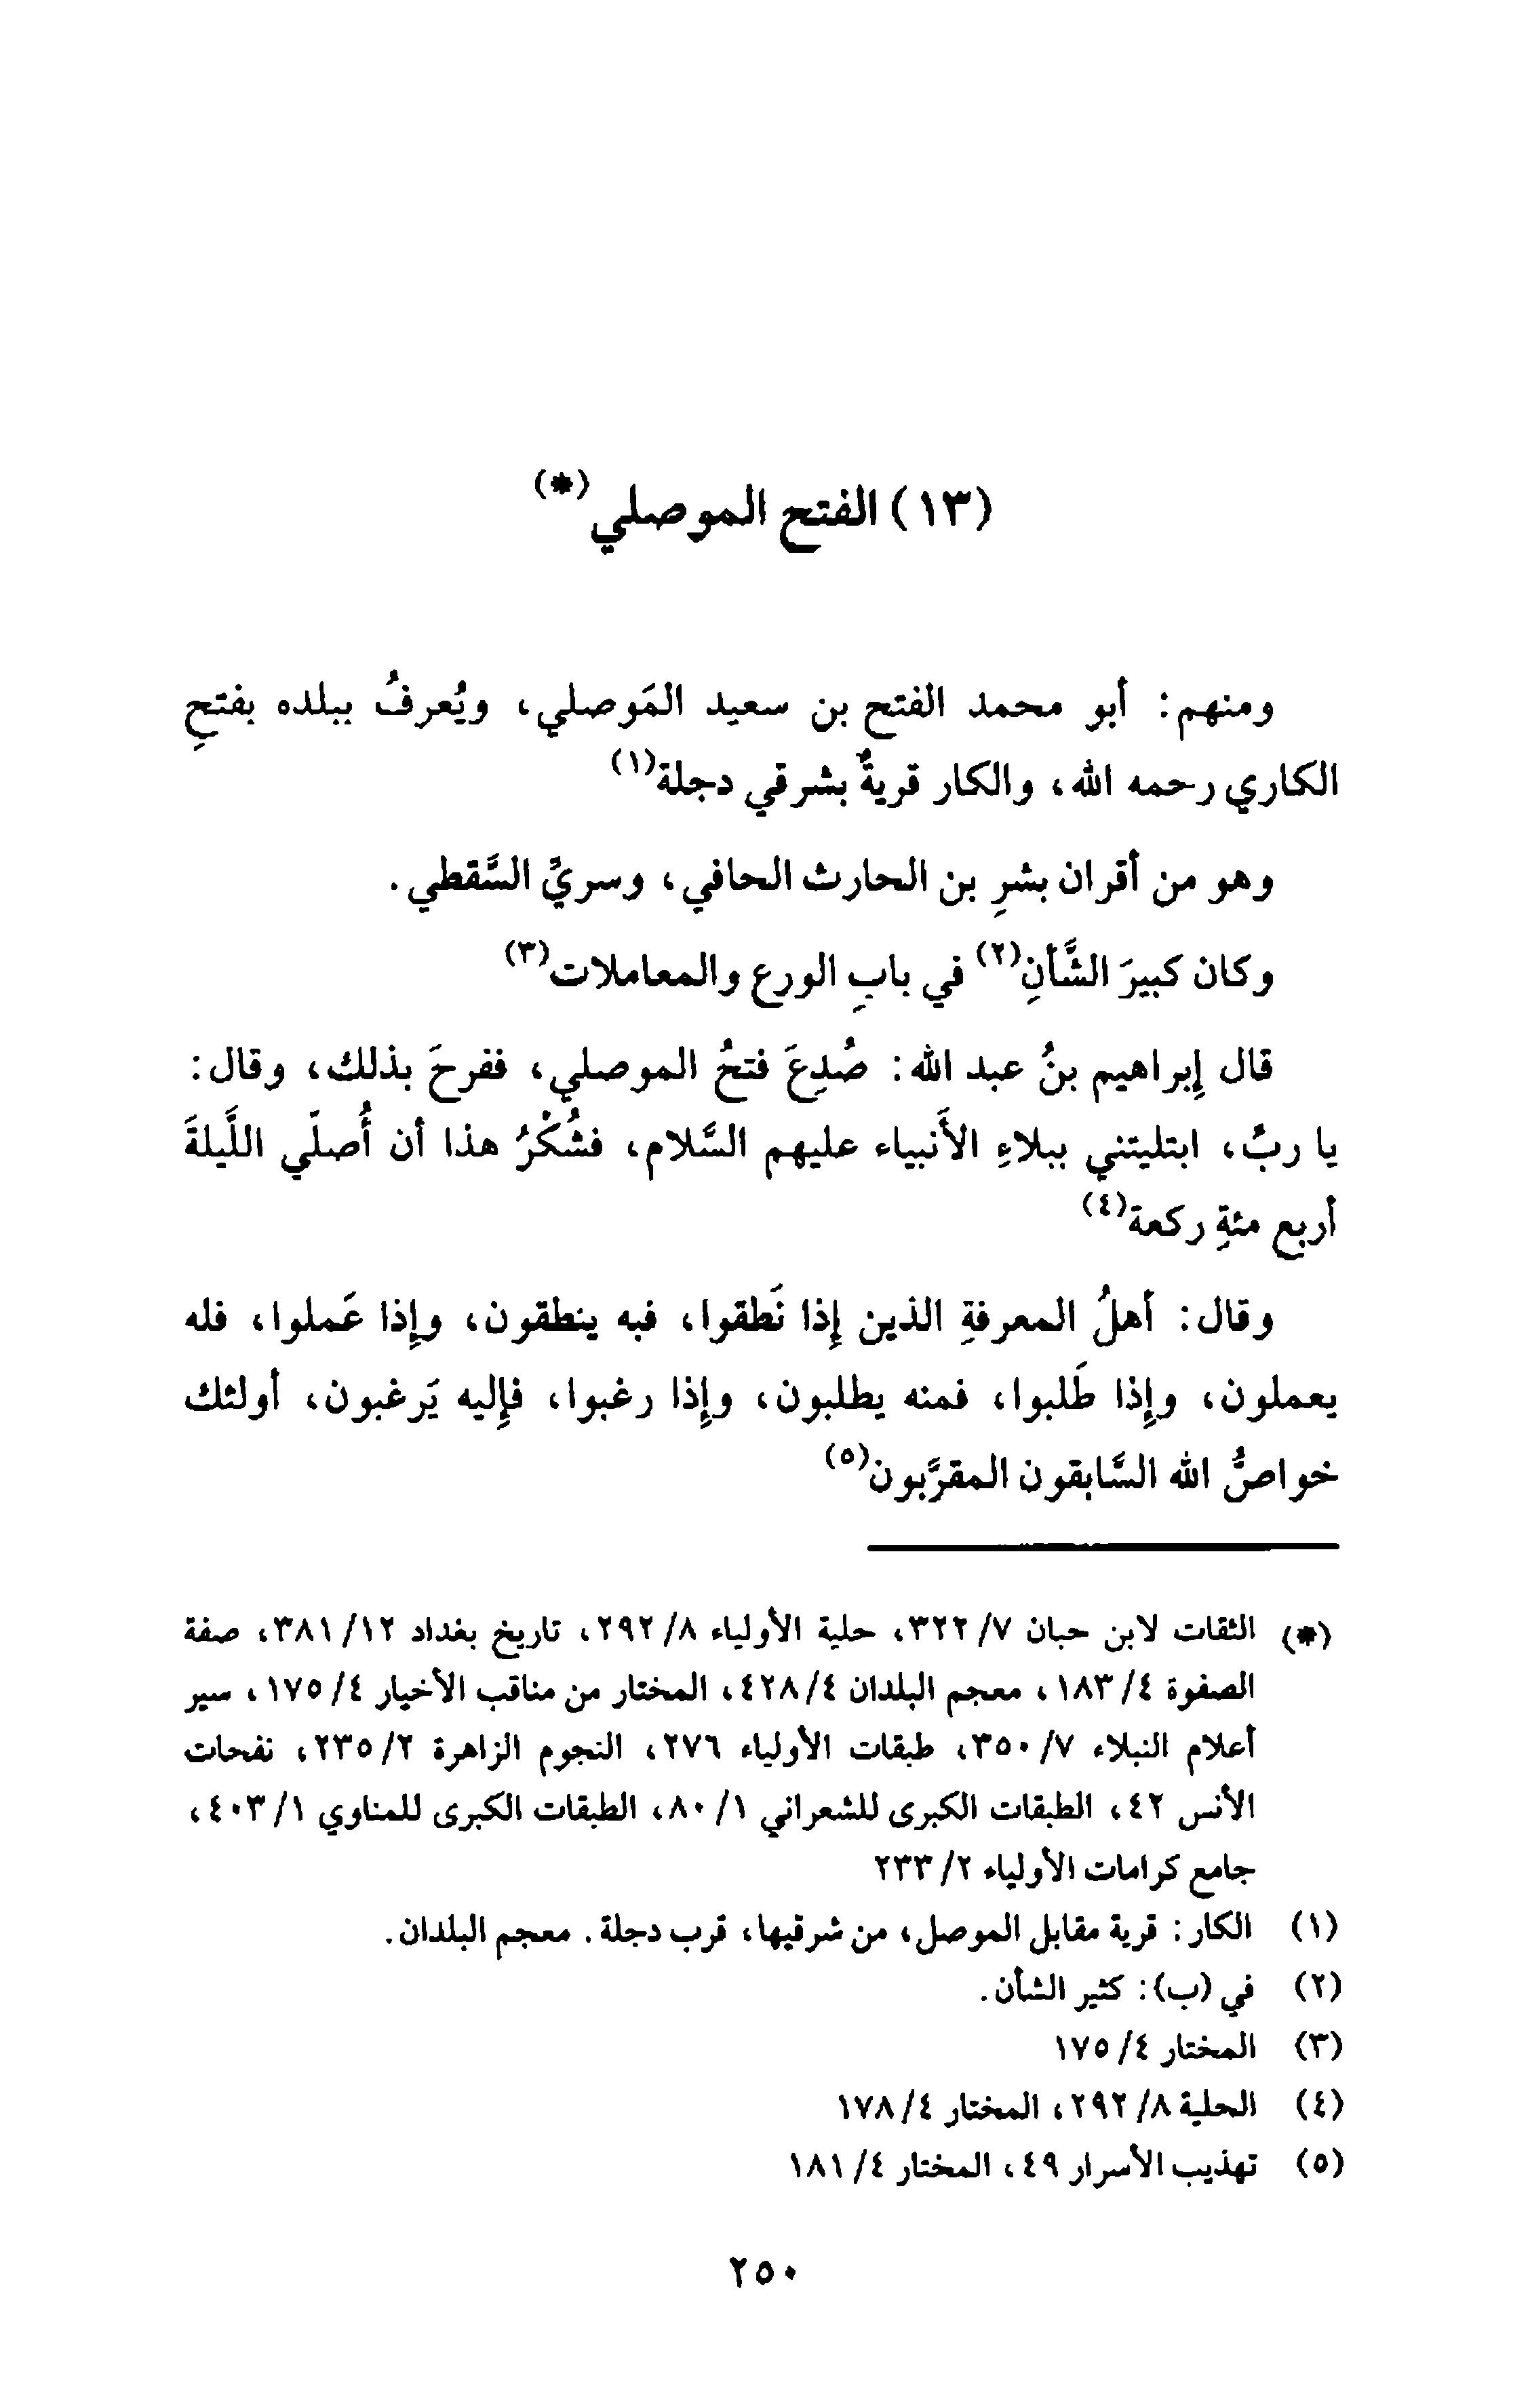 (١٣) الفتح الموصلي(*)
ومنهم: أبو محمد الفتح بن سعيد المَوصلي، ويُعرفُ ببلده بفتحِ
الكاري رحمه الله، والكار قريةٌ بشرقي دجلة(١)
وهو من أقران بشرِ بن الحارث الحافي، وسريِّ السَّقطي.
وكان كبيرَ الشَّأنِ(٢) في بابِ الورع والمعاملات(٣)
قال إبراهيم بنُ عبد الله: صُدِعَ فتحُ الموصلي، ففرحَ بذلك، وقال:
يا ربِّ، ابتليتني ببلاءِ الأَنبياء عليهم السَّلام، فشُكْرُ هذا أن أُصلّي اللَّيلةَ
أربع مئةِ ركعة(٤)
وقال: أهلُ المعرفةِ الذين إذا نَطقوا، فبه ينطقون، وإذا عَملوا، فله
يعملون، وإذا طَلبوا، فمنه يطلبون، وإذا رغبوا، فإليه يَرغبون، أولئك
خواصُّ الله السَّابقون المقرَّبون(٥)
(*) الثقات لابن حبان ٧/ ٣٢٢، حلية الأولياء ٨/ ٢٩٢، تاريخ بغداد ١٢/ ٣٨١، صفة
الصفوة ٤/ ١٨٣، معجم البلدان ٤/ ٤٢٨، المختار من مناقب الأخيار ٤/ ١٧٥، سير
أعلام النبلاء ٧/ ٣٥٠، طبقات الأولياء ٢٧٦، النجوم الزاهرة ٢/ ٢٣٥، نفحات
الأنس ٤٢، الطبقات الكبرى للشعراني ١/ ٨٠، الطبقات الكبرى للمناوي ١/ ٤٠٣،
جامع كرامات الأولياء ٢/ ٢٣٣
(١) الكار: قرية مقابل الموصل، من شرقيها، قرب دجلة. معجم البلدان.
(٢) في (ب): كثير الشأن.
(٣) المختار ٤/ ١٧٥
(٤) الحلية ٨/ ٢٩٢، المختار ٤/ ١٧٨
(٥) تهذيب الأسرار ٤٩، المختار ٤/ ١٨١
٢٥٠